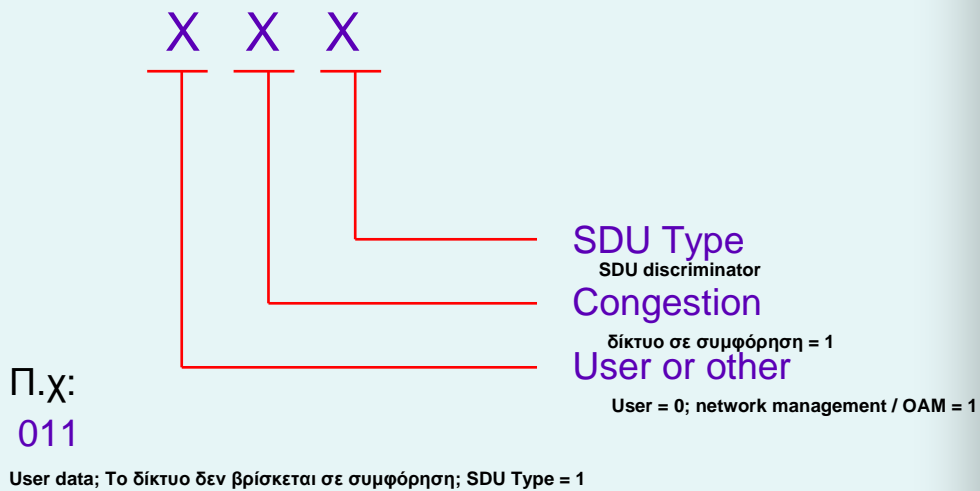 X X X
SDU Type
SDU discriminator
Congestion
δίκτυο σε συμφόρηση = 1
User or other
User = 0; network management / OAM = 1
Π.χ:
011
User data; Το δίκτυο δεν βρίσκεται σε συμφόρηση; SDU Type = 1